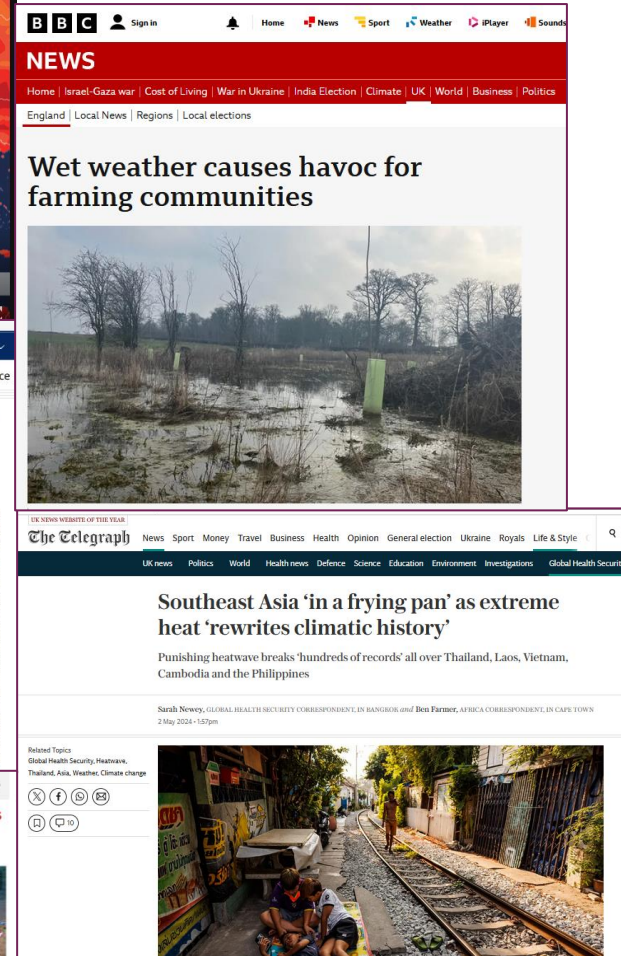 BBC Sign in Home News Sport Weather iPlayer Sounds
NEWS
Home | Israel-Gaza war | Cost of Living | War in Ukraine | India Election | Climate | UK | World | Business | Politics
England | Local News | Regions | Local elections
Wet weather causes havoc for
farming communities
UK NEWS WEBSITE OF THE YEAR
The Telegraph News Sport Money Travel Business Health Opinion General election Ukraine Royals Life & Style
UK news Politics World Health news Defence Science Education Environment Investigations Global Health Securit
Southeast Asia ‘in a frying pan’ as extreme
heat ‘rewrites climatic history’
Punishing heatwave breaks ‘hundreds of records’ all over Thailand, Laos, Vietnam,
Cambodia and the Philippines
Sarah Newey, GLOBAL HEALTH SECURITY CORRESPONDENT, IN BANGKOK and Ben Farmer, AFRICA CORRESPONDENT, IN CAPE TOWN
2 May 2024 • 1:57pm
Related Topics
Global Health Security, Heatwave,
Thailand, Asia, Weather, Climate change
10